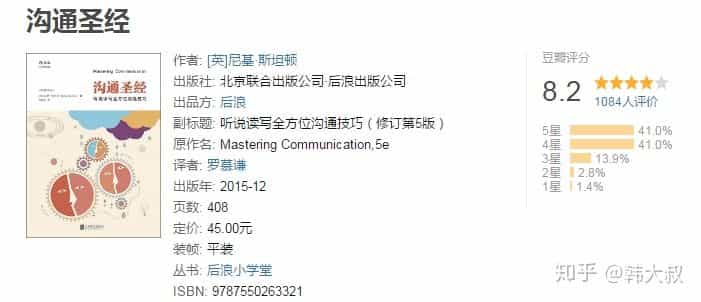 沟通圣经
Mastering Communication
沟通圣经
听说读写全方位沟通技巧
作者: [英]尼基·斯坦顿
出版社: 北京联合出版公司·后浪出版公司
出品方: 后浪
副标题: 听说读写全方位沟通技巧（修订第5版）
原作名: Mastering Communication,5e
译者: 罗慕谦
出版年: 2015-12
页数: 408
定价: 45.00元
装帧: 平装
丛书: 后浪小学堂
ISBN: 9787550263321
豆瓣评分
8.2
1084人评价
5星 41.0%
4星 41.0%
3星 13.9%
2星 2.8%
1星 1.4%
知乎 @韩大叔